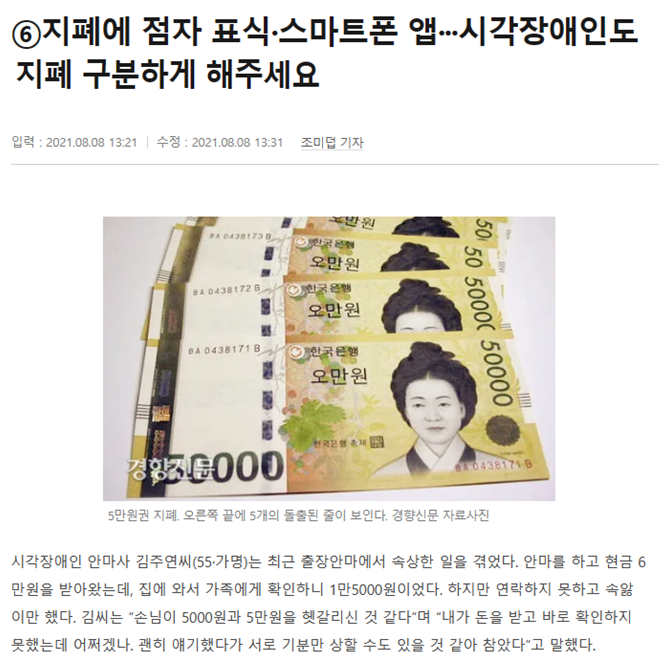 ⑥지폐에 점자 표식·스마트폰 앱···시각장애인도
지폐 구분하게 해주세요
입력 : 2021.08.08 13:21 | 수정 : 2021.08.08 13:31 조미덥 기자
BA 0438173 B
한국은행
오만원
BA 0438172 B
한국은행
오만원
50000
BA 0438171 B
한국은행
오만원
50000
한국은행 총재
BA 0438171 B
50000
경향신문
5만원권 지폐. 오른쪽 끝에 5개의 돌출된 줄이 보인다. 경향신문 자료사진
시각장애인 안마사 김주연씨(55·가명)는 최근 출장안마에서 속상한 일을 겪었다. 안마를 하고 현금 6
만원을 받아왔는데, 집에 와서 가족에게 확인하니 1만5000원이었다. 하지만 연락하지 못하고 속앓
이만 했다. 김씨는 “손님이 5000원과 5만원을 헷갈리신 것 같다”며 “내가 돈을 받고 바로 확인하지
못했는데 어쩌겠나. 괜히 얘기했다가 서로 기분만 상할 수도 있을 것 같아 참았다”고 말했다.